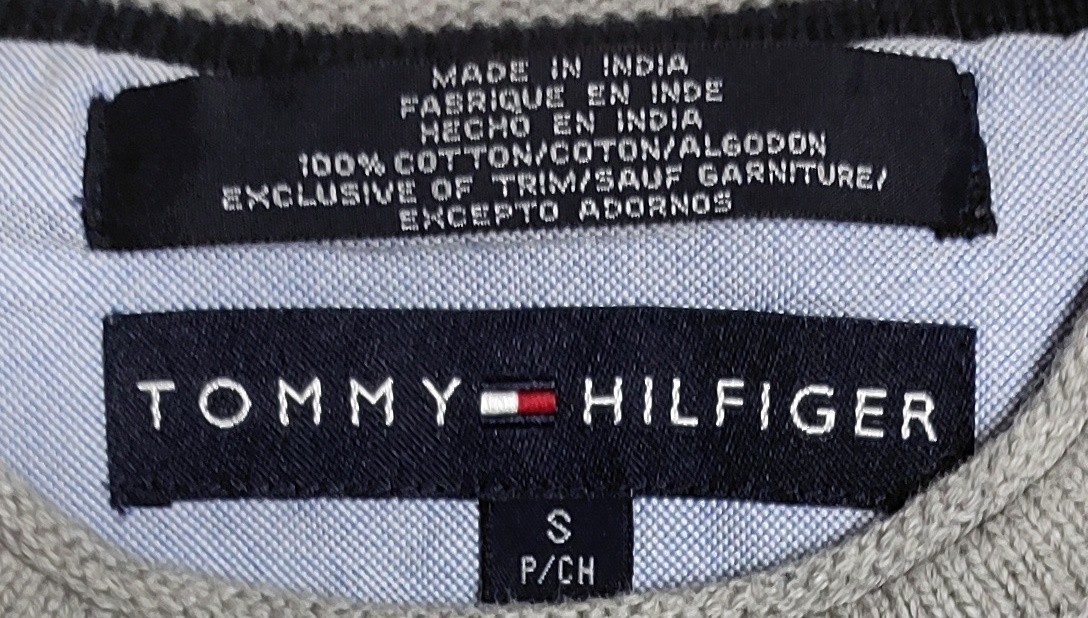 MADE IN INDIA
FABRIQUE EN INDE
HECHO EN INDIA
100% COTTON/COTON/ALGODON
EXCLUSIVE OF TRIM/SAUF GARNITURE/
EXCEPTO ADORNOS
TOMMY HILFIGER
S
P/CH